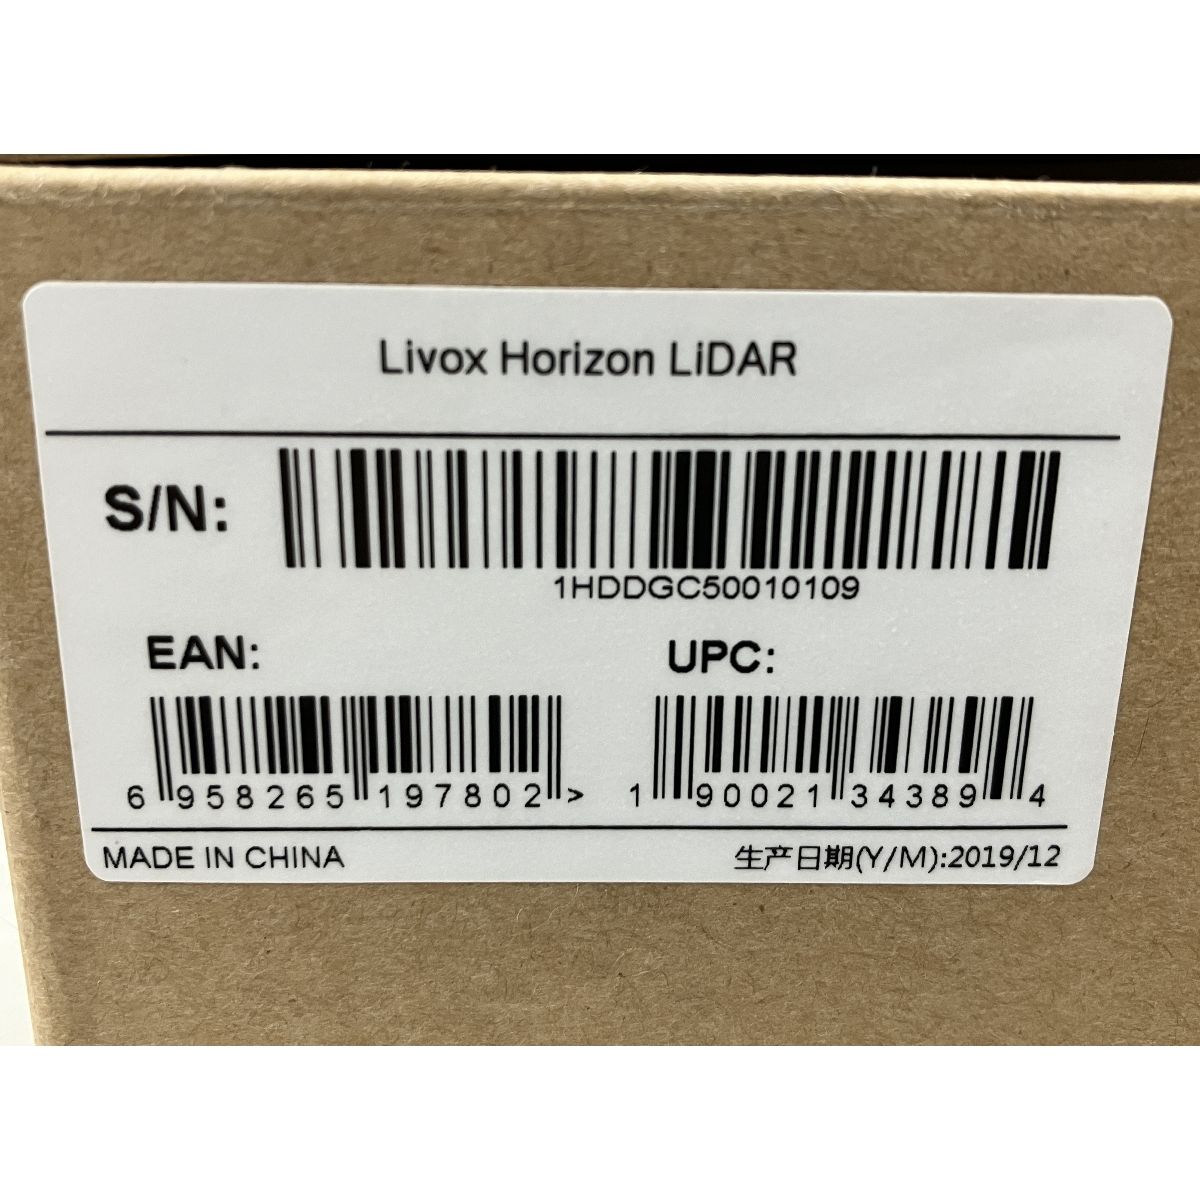 Livox Horizon LiDAR
S/N:
1HDDGC50010109
EAN:
UPC:
6 958265 197802 >
1 90021 34389 4
MADE IN CHINA
生产日期(Y/M):2019/12